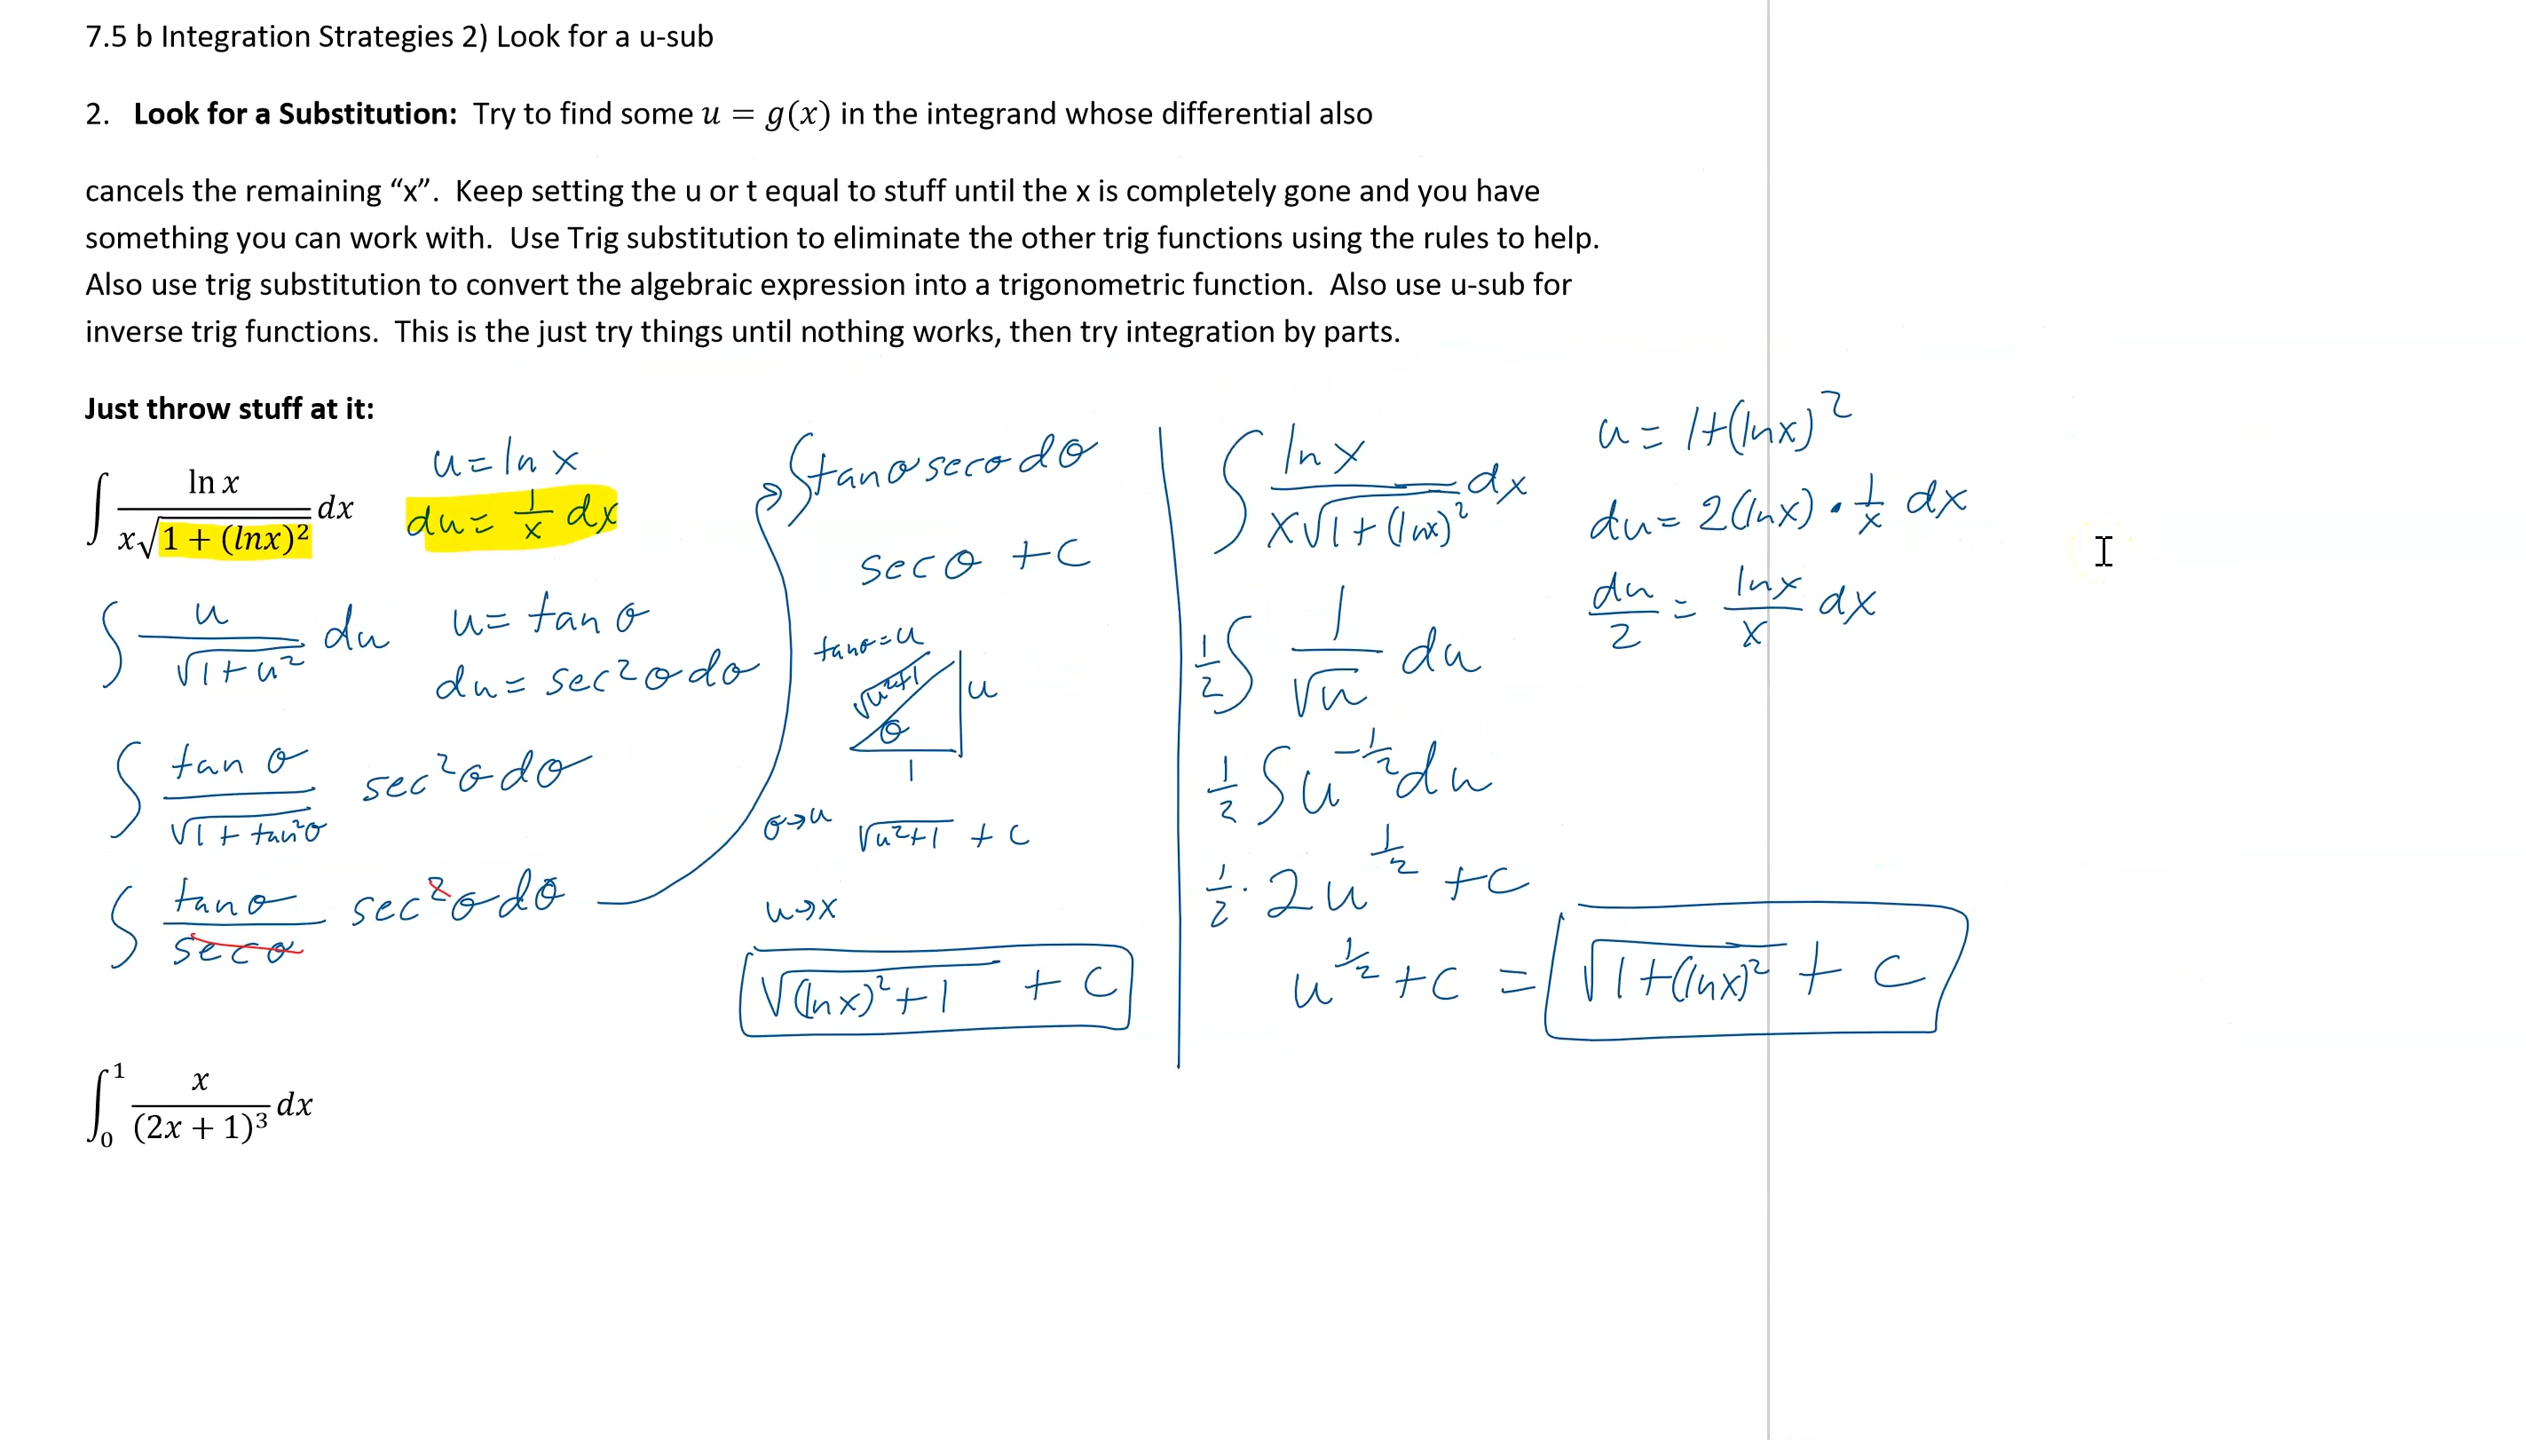 7.5 b Integration Strategies 2) Look for a u-sub
2. Look for a Substitution: Try to find some u = g(x) in the integrand whose differential also
cancels the remaining “x”. Keep setting the u or t equal to stuff until the x is completely gone and you have
something you can work with. Use Trig substitution to eliminate the other trig functions using the rules to help.
Also use trig substitution to convert the algebraic expression into a trigonometric function. Also use u-sub for
inverse trig functions. This is the just try things until nothing works, then try integration by parts.
Just throw stuff at it:
∫ ln x / (x√(1 + (lnx)²)) dx
u = ln x
du = 1/x dx
∫ u / √(1+u²) du
u = tan θ
du = sec²θ dθ
∫ tan θ / √(1 + tan²θ) sec²θ dθ
∫ tan θ / sec θ sec²θ dθ
∫ tan θ sec θ dθ
sec θ + C
tan θ = u
√(u²+1)
u
θ
1
θ→u √(u²+1) + C
u→x
√((ln x)²+1) + C
∫ ln x / (x√(1 + (ln x)²)) dx
u = 1+(ln x)²
du = 2(ln x) · 1/x dx
du/2 = ln x / x dx
1/2 ∫ 1/√u du
1/2 ∫ u^(-1/2) du
1/2 · 2u^(1/2) + C
u^(1/2) + C = √(1+(ln x)²) + C
∫₀¹ x / (2x + 1)³ dx